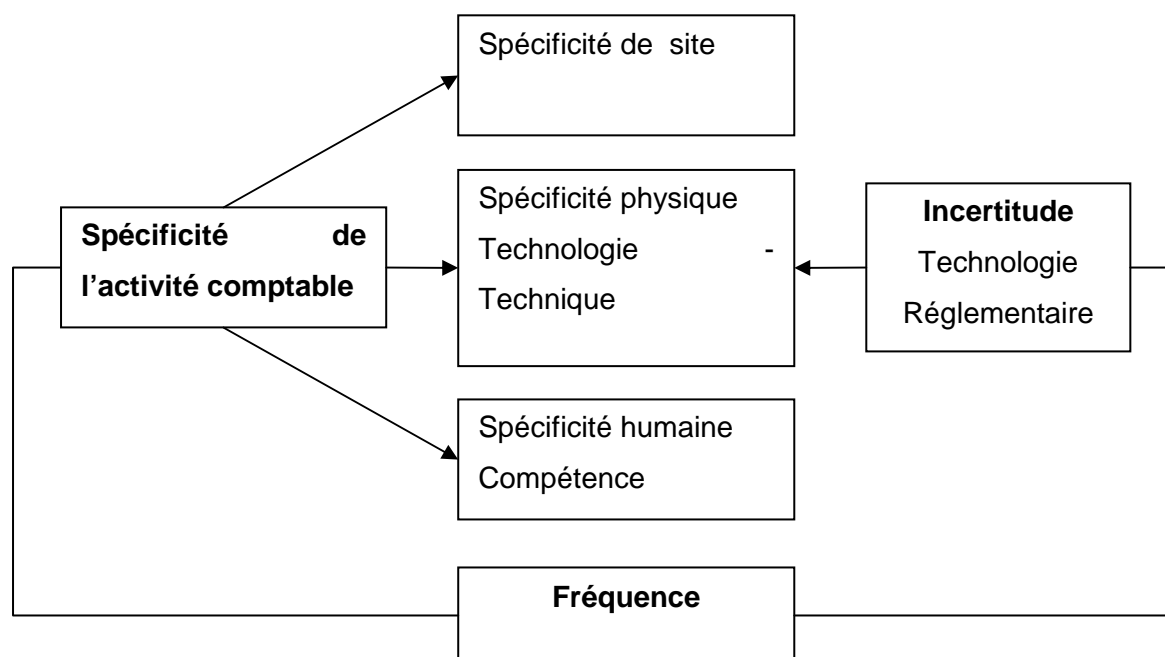 Spécificité de site
Spécificité de
l’activité comptable
Spécificité physique
Technologie -
Technique
Incertitude
Technologie
Réglementaire
Spécificité humaine
Compétence
Fréquence